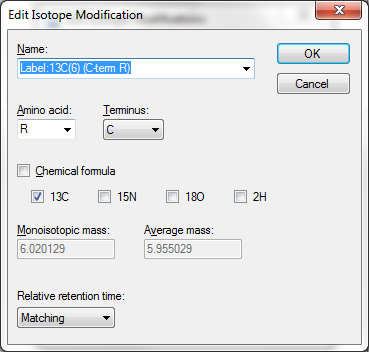 Edit Isotope Modification
Name:
Label:13C(6) (C-term R)
OK
Cancel
Amino acid: Terminus:
R C
Chemical formula
13C 15N 18O 2H
Monoisotopic mass: Average mass:
6.020129 5.955029
Relative retention time:
Matching